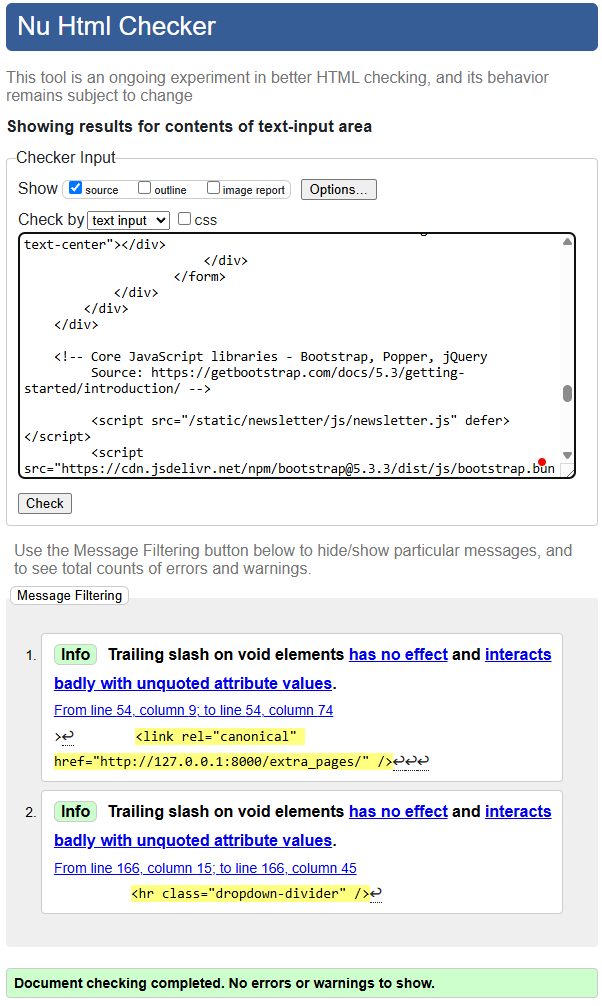 Nu Html Checker
This tool is an ongoing experiment in better HTML checking, and its behavior
remains subject to change
Showing results for contents of text-input area
Checker Input
Show source outline image report Options...
Check by text input css
text-center"></div>
</div>
</form>
</div>
</div>
</div>
<!-- Core JavaScript libraries - Bootstrap, Popper, jQuery
Source: https://getbootstrap.com/docs/5.3/getting-
started/introduction/ -->
<script src="/static/newsletter/js/newsletter.js" defer>
</script>
<script
src="https://cdn.jsdelivr.net/npm/bootstrap@5.3.3/dist/js/bootstrap.bun
Check
Use the Message Filtering button below to hide/show particular messages, and
to see total counts of errors and warnings.
Message Filtering
1. Info Trailing slash on void elements has no effect and interacts
badly with unquoted attribute values.
From line 54, column 9; to line 54, column 74
>↩ <link rel="canonical"
href="http://127.0.0.1:8000/extra_pages/" />↩↩↩
2. Info Trailing slash on void elements has no effect and interacts
badly with unquoted attribute values.
From line 166, column 15; to line 166, column 45
<hr class="dropdown-divider" />↩
Document checking completed. No errors or warnings to show.